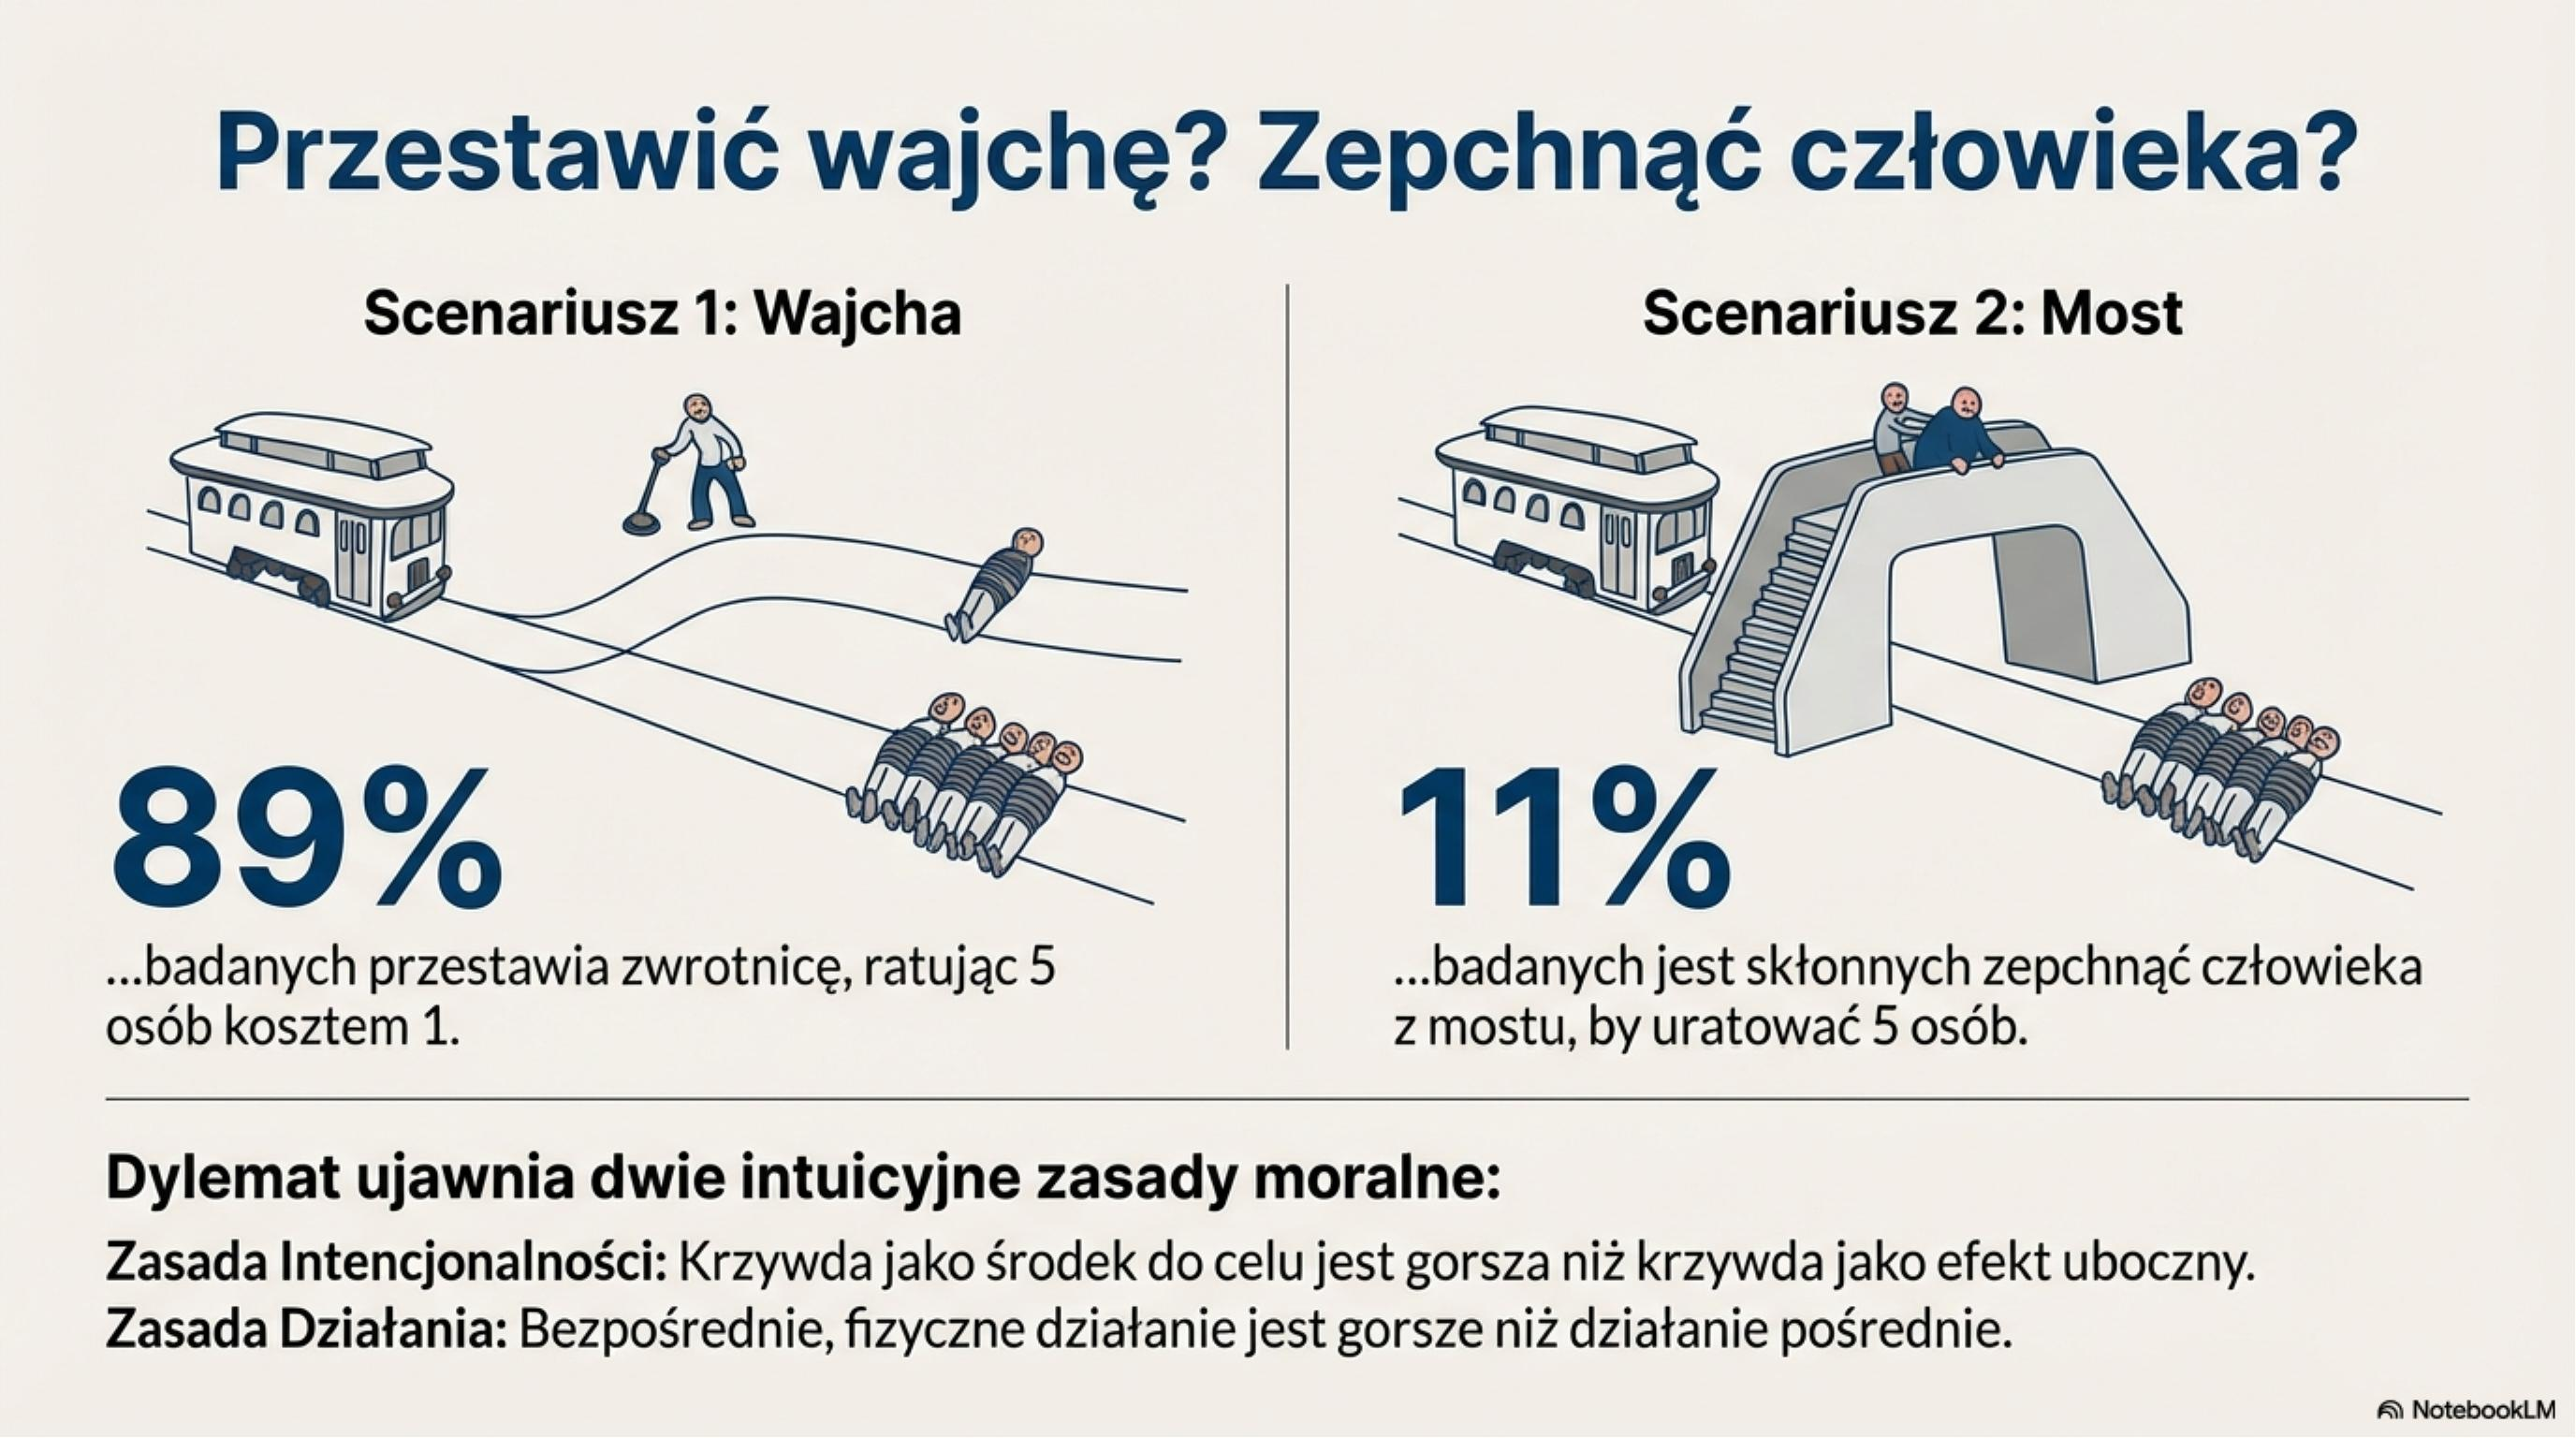 Przestawić wajchę? Zepchnąć człowieka?
Scenariusz 1: Wajcha
89%
...badanych przestawia zwrotnicę, ratując 5
osób kosztem 1.
Scenariusz 2: Most
11%
...badanych jest skłonnych zepchnąć człowieka
z mostu, by uratować 5 osób.
Dylemat ujawnia dwie intuicyjne zasady moralne:
Zasada Intencjonalności: Krzywda jako środek do celu jest gorsza niż krzywda jako efekt uboczny.
Zasada Działania: Bezpośrednie, fizyczne działanie jest gorsze niż działanie pośrednie.
NotebookLM